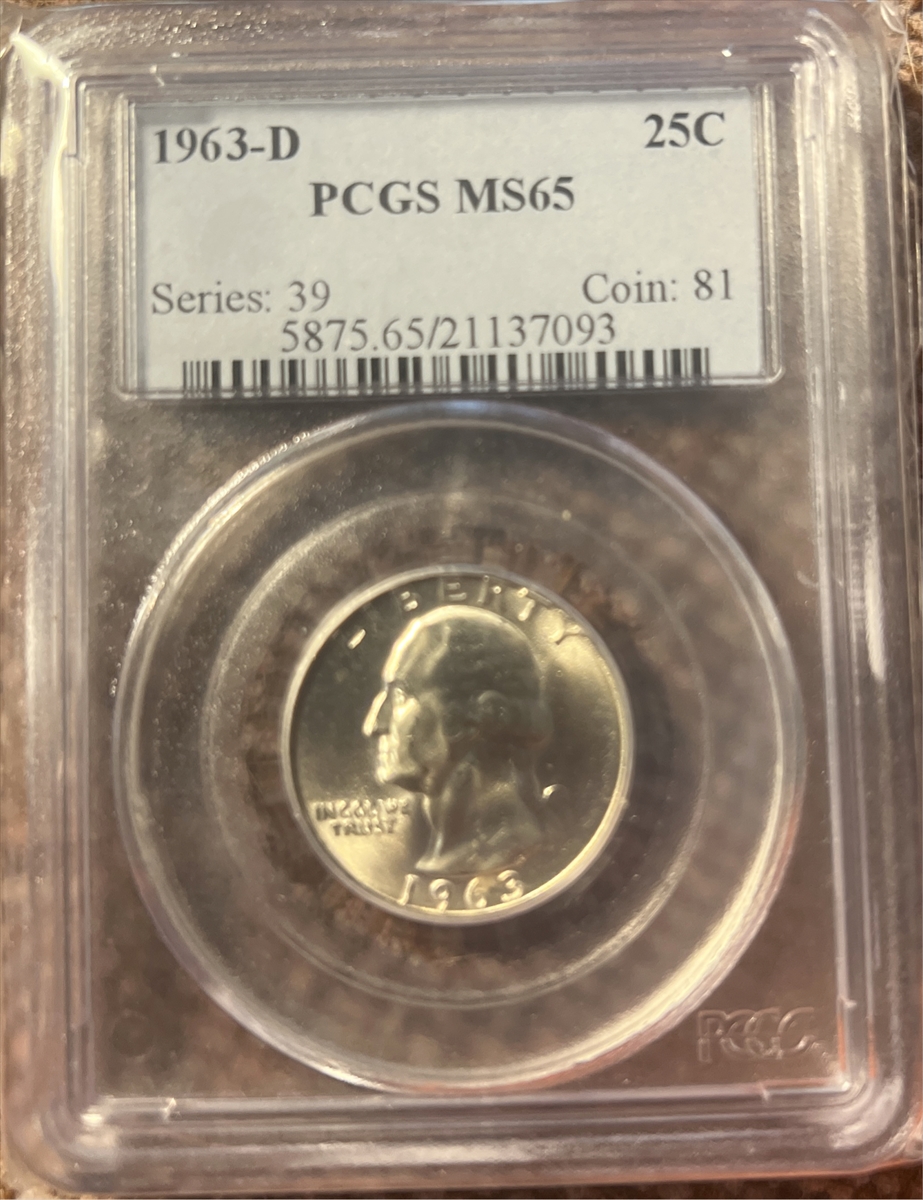 1963-D 25C
PCGS MS65
Series: 39 Coin: 81
5875.65/21137093
LIBERTY
IN GOD WE
TRUST
1963
PCGS